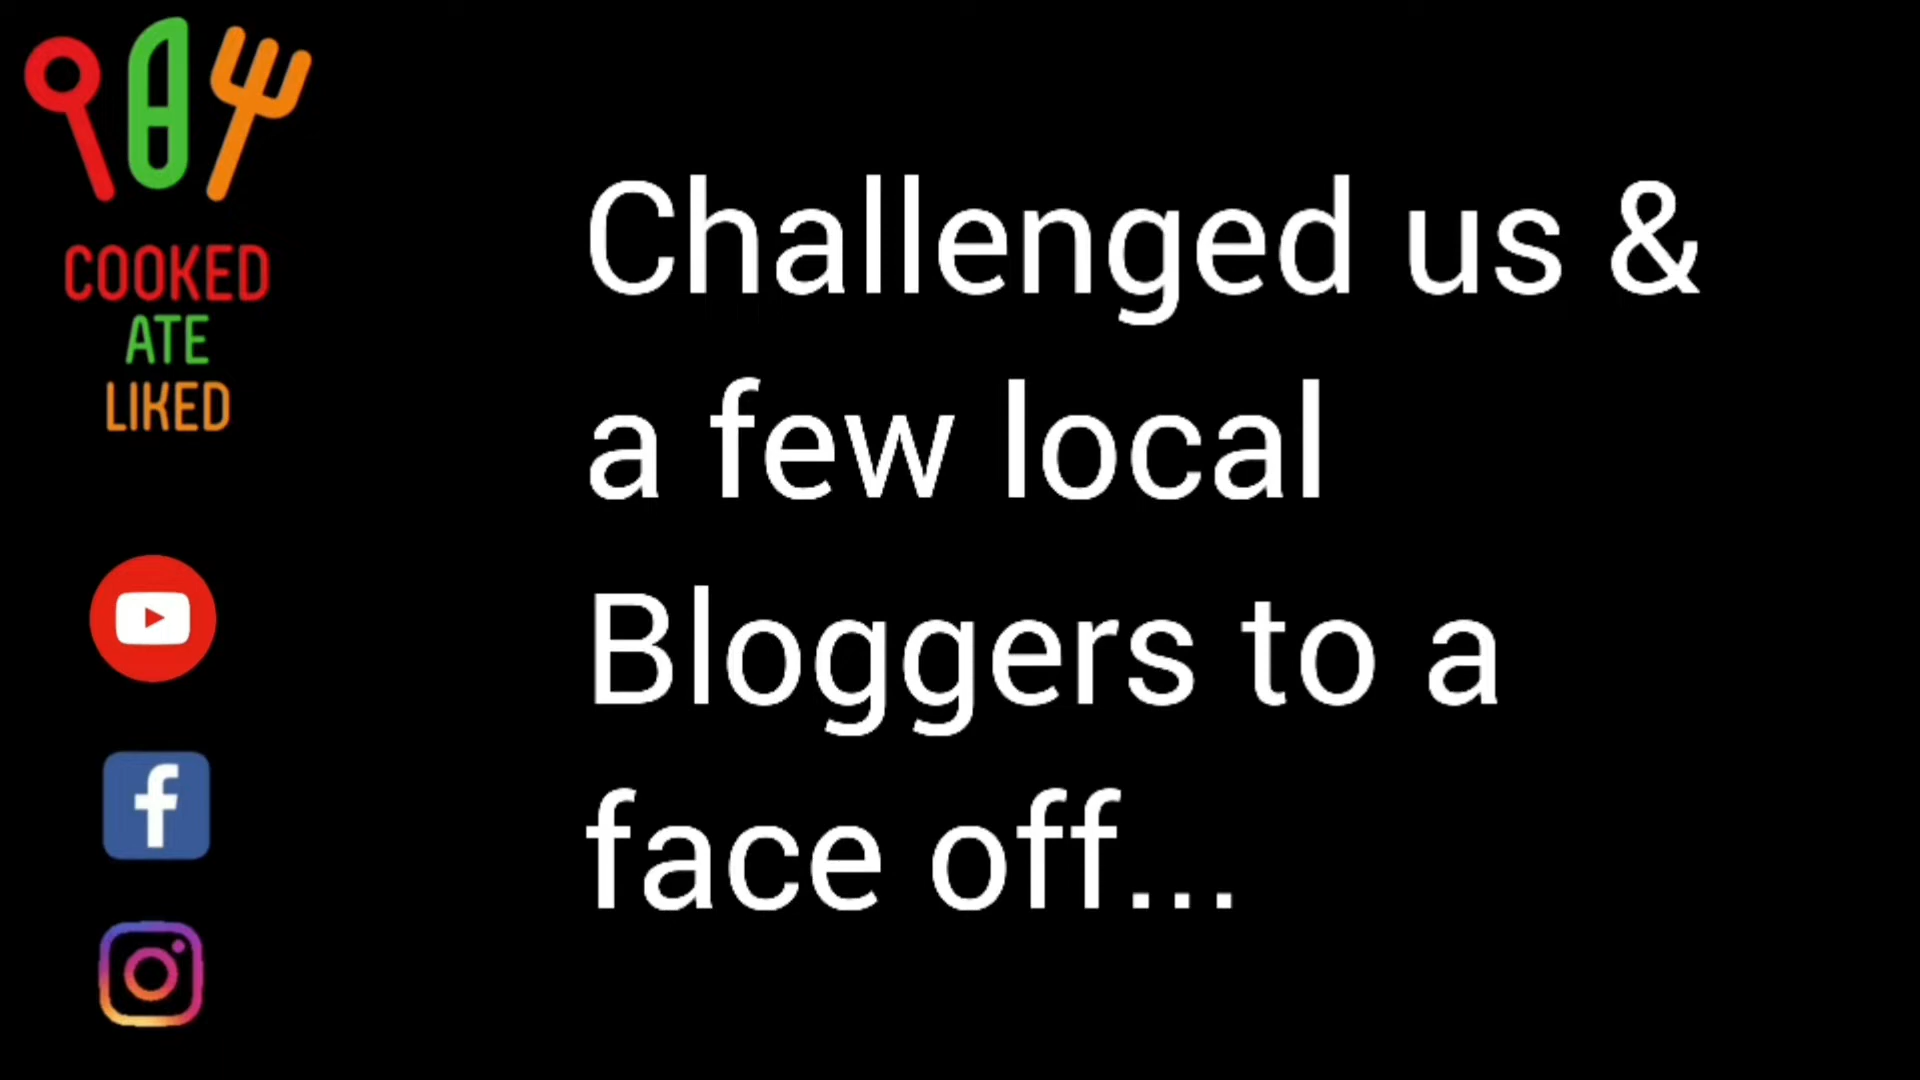 COOKED
ATE
LIKED
Challenged us &
a few local
Bloggers to a
face off...